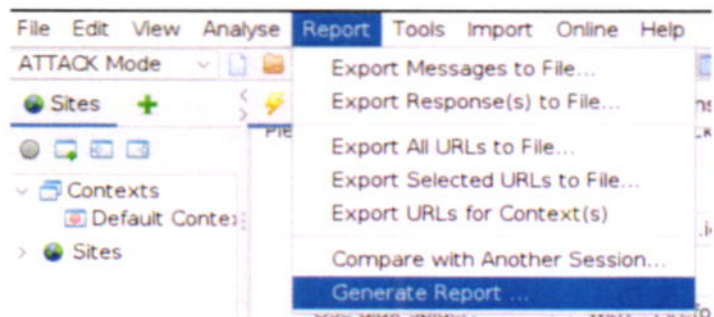 File Edit View Analyse Report Tools Import Online Help
ATTACK Mode
Export Messages to File...
Sites
Export Response(s) to File...
Export All URLs to File...
Export Selected URLs to File...
Contexts
Export URLs for Context(s)
Default Contex
Sites
Compare with Another Session...
Generate Report ...